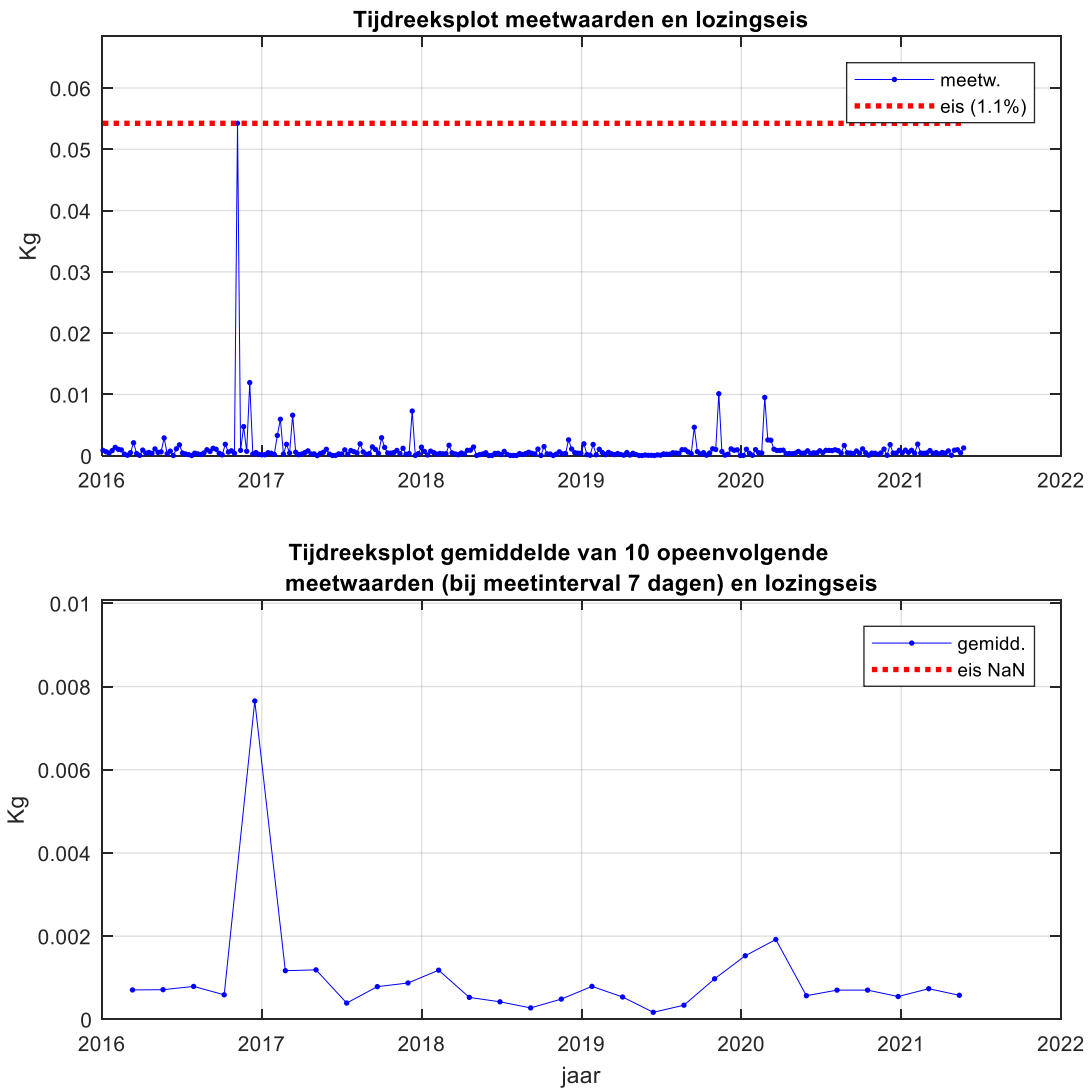 Tijdreeksplot meetwaarden en lozingseis
meetw.
eis (1.1%)
Kg
0.06
0.05
0.04
0.03
0.02
0.01
0
2016 2017 2018 2019 2020 2021 2022
Tijdreeksplot gemiddelde van 10 opeenvolgende
meetwaarden (bij meetinterval 7 dagen) en lozingseis
gemidd.
eis NaN
Kg
0.01
0.008
0.006
0.004
0.002
0
2016 2017 2018 2019 2020 2021 2022
jaar